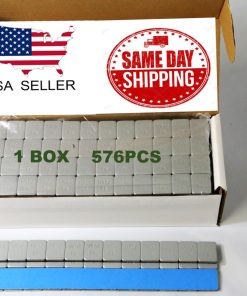 SA SELLER
SAME DAY
SHIPPING
1 BOX 576PCS